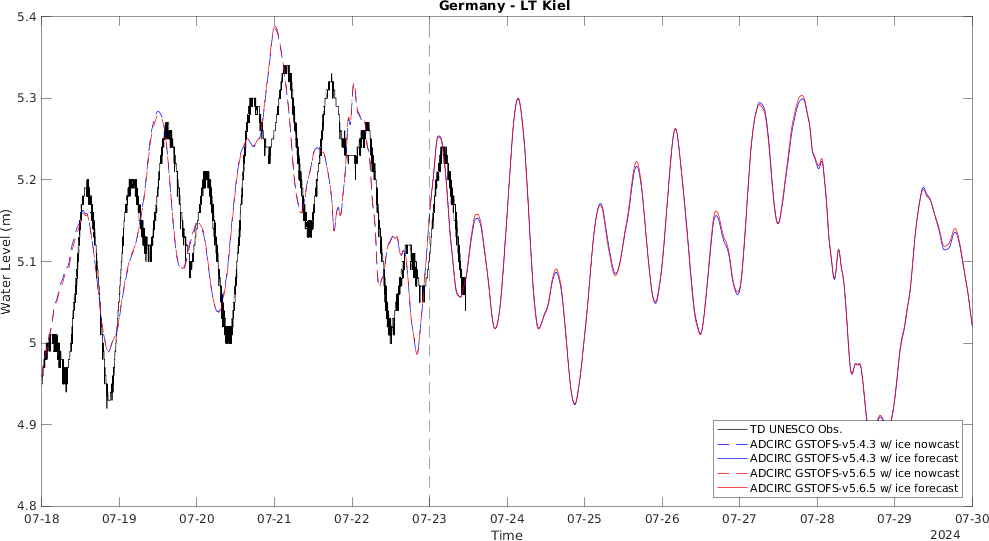 Germany - LT Kiel
5.4
5.3
5.2
5.1
5
4.9
4.8
Water Level (m)
TD UNESCO Obs.
ADCIRC GSTOFS-v5.4.3 w/ ice nowcast
ADCIRC GSTOFS-v5.4.3 w/ ice forecast
ADCIRC GSTOFS-v5.6.5 w/ ice nowcast
ADCIRC GSTOFS-v5.6.5 w/ ice forecast
07-18 07-19 07-20 07-21 07-22 07-23 07-24 07-25 07-26 07-27 07-28 07-29 07-30
Time
2024